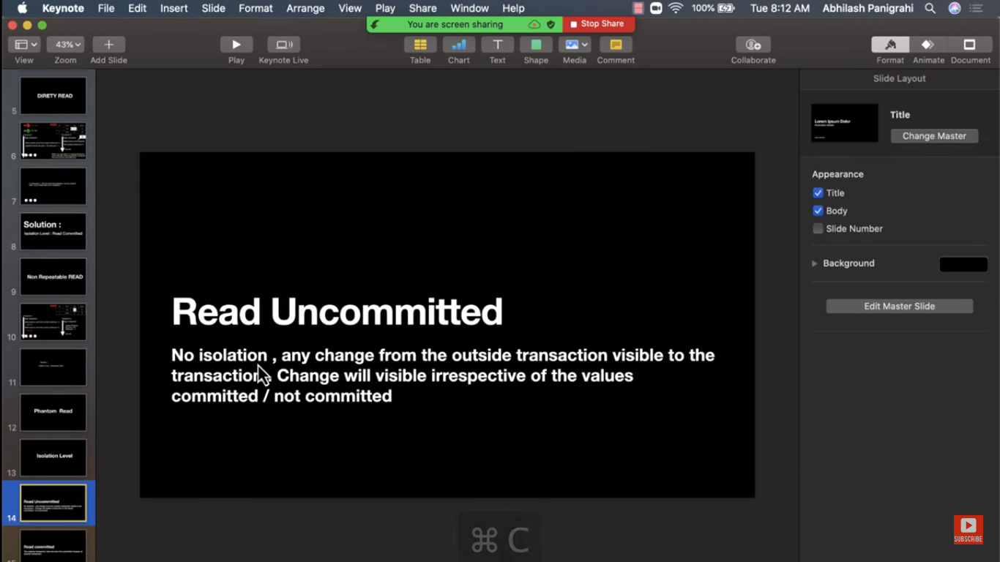 Keynote File Edit Insert Slide Format Arrange View Play Share Window Help 100% Tue 8:12 AM Abhilash Panigrahi
You are screen sharing Stop Share
43%
View Zoom Add Slide Play Keynote Live Table Chart Text Shape Media Comment Collaborate Format Animate Document
Slide Layout
DIRETY READ
5
6
7
Solution :
Isolation Level : Read Committed
8
Non Repeatable READ
9
10
11
Phantom Read
12
Isolation Level
13
Read Uncommitted
14
Read committed
Read Uncommitted
No isolation , any change from the outside transaction visible to the
transaction . Change will visible irrespective of the values
committed / not committed
Lorem Ipsum Dolor
Title
Change Master
Appearance
Title
Body
Slide Number
Background
Edit Master Slide
⌘ C
SUBSCRIBE